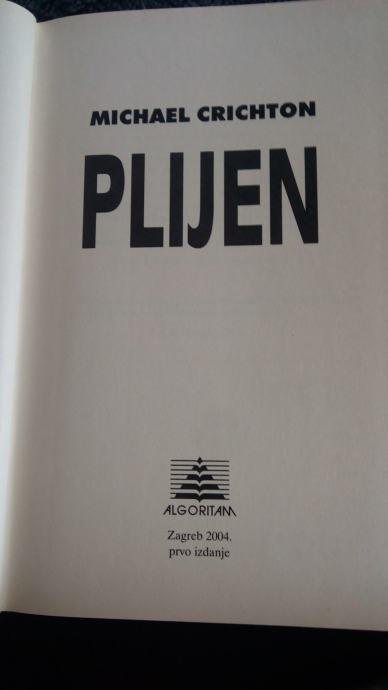 MICHAEL CRICHTON
PLIJEN
ALGORITAM
Zagreb 2004.
prvo izdanje